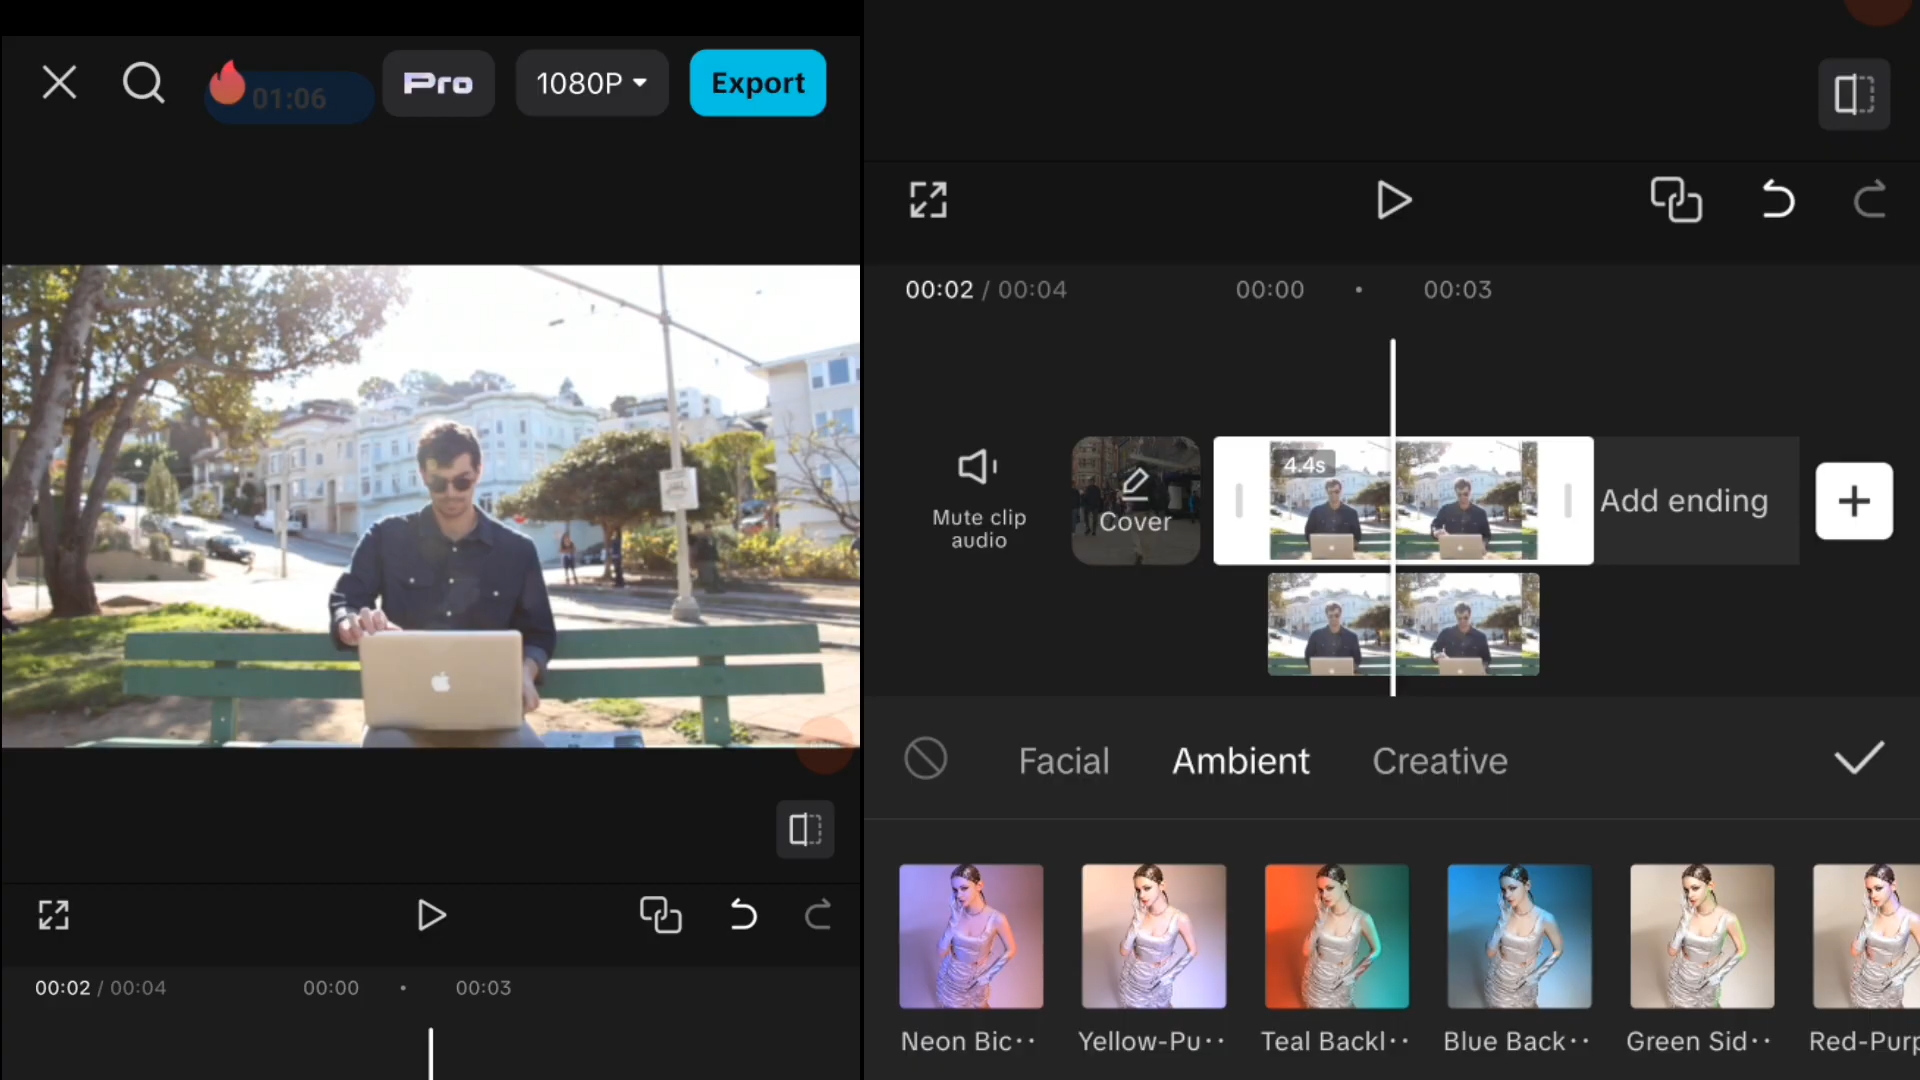 01:06
Pro
1080P
Export
00:02 / 00:04
00:00
00:03
00:02 / 00:04
00:00
00:03
Mute clip
audio
Cover
4.4s
Add ending
Facial
Ambient
Creative
Neon Bic··
Yellow-Pu··
Teal Backl··
Blue Back··
Green Sid··
Red-Purp